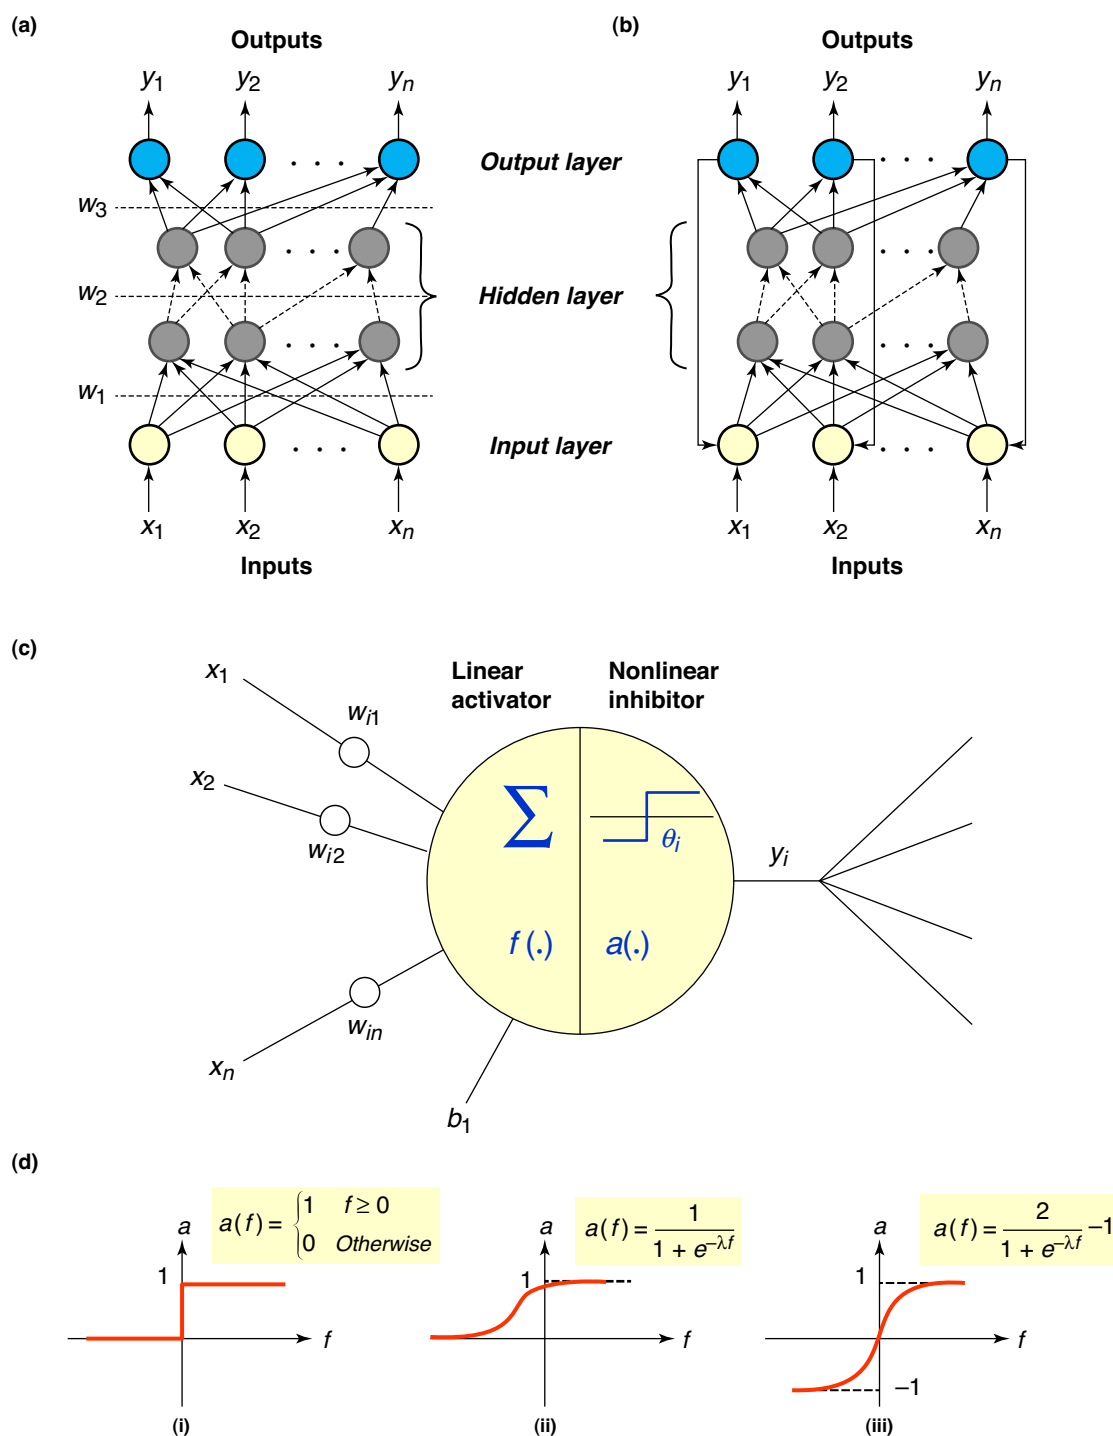 (a)
Outputs
y1 y2 yn
w3
w2
w1
x1 x2 xn
Inputs
Output layer
Hidden layer
Input layer
(b)
Outputs
y1 y2 yn
x1 x2 xn
Inputs
(c)
Linear
activator
Nonlinear
inhibitor
x1
wi1
x2
wi2
xn
win
b1
∑
θi
f (.)
a(.)
yi
(d)
a(f) = { 1 f ≥ 0
0 Otherwise
a
1
f
(i)
a(f) = 1 / (1 + e^−λf)
a
1
f
(ii)
a(f) = 2 / (1 + e^−λf) −1
a
1
f
−1
(iii)